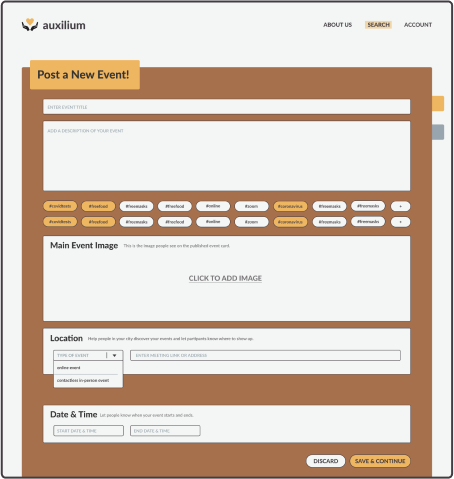 auxilium
ABOUT US SEARCH ACCOUNT
Post a New Event!
ENTER EVENT TITLE
ADD A DESCRIPTION OF YOUR EVENT
#covidtests #freefood #freemasks #freefood #online #zoom #coronavirus #freemasks #freemasks +
#covidtests #freefood #freemasks #freefood #online #zoom #coronavirus #freemasks #freemasks +
Main Event Image This is the image people see on the published event card.
CLICK TO ADD IMAGE
Location Help people in your city discover your events and let participants know where to show up.
TYPE OF EVENT ENTER MEETING LINK OR ADDRESS
online event
contactless in-person event
Date & Time Let people know when your event starts and ends.
START DATE & TIME END DATE & TIME
DISCARD SAVE & CONTINUE